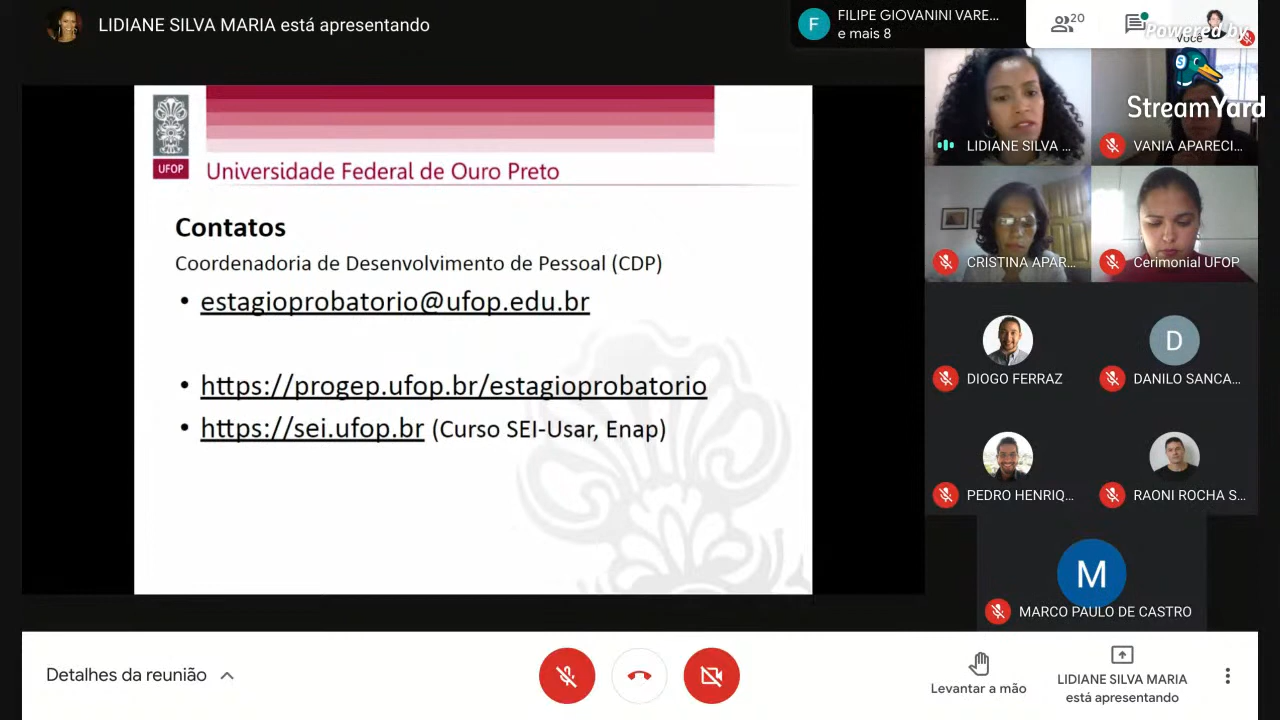 LIDIANE SILVA MARIA está apresentando
F
FILIPE GIOVANINI VARE...
e mais 8
20
Você
Powered by
StreamYard
UFOP
Universidade Federal de Ouro Preto
Contatos
Coordenadoria de Desenvolvimento de Pessoal (CDP)
• estagioprobatorio@ufop.edu.br
• https://progep.ufop.br/estagioprobatorio
• https://sei.ufop.br (Curso SEI-Usar, Enap)
LIDIANE SILVA ...
VANIA APARECI...
CRISTINA APAR...
Cerimonial UFOP
D
DIOGO FERRAZ
DANILO SANCA...
PEDRO HENRIQ...
RAONI ROCHA S...
M
MARCO PAULO DE CASTRO
Detalhes da reunião
Levantar a mão
LIDIANE SILVA MARIA
está apresentando